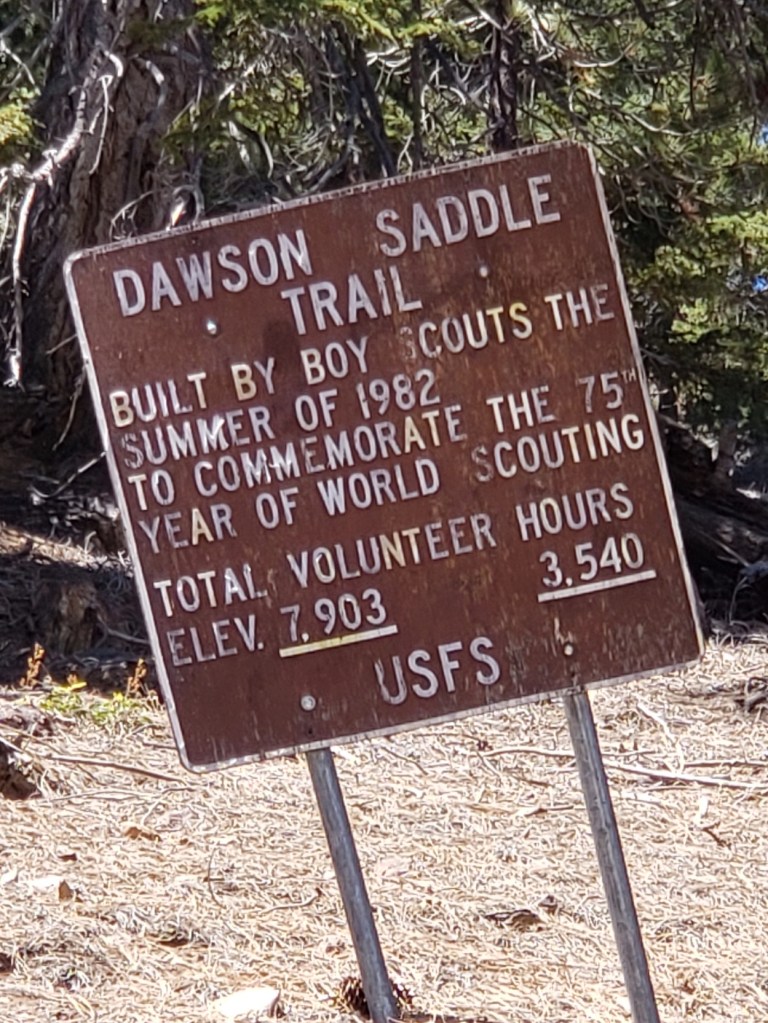 DAWSON SADDLE
TRAIL
BUILT BY BOY SCOUTS THE
SUMMER OF 1982
TO COMMEMORATE THE 75TH
YEAR OF WORLD SCOUTING
TOTAL VOLUNTEER HOURS
ELEV. 7,903 3,540
USFS